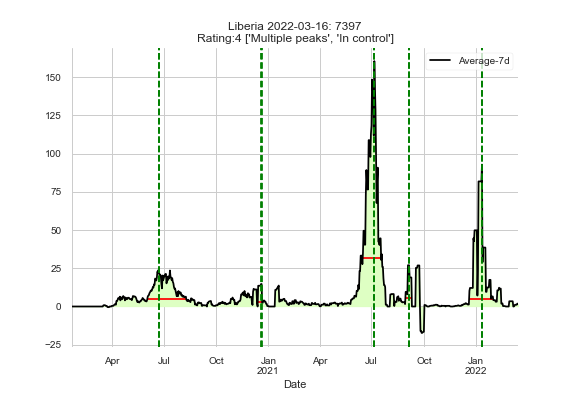 Liberia 2022-03-16: 7397
Rating:4 ['Multiple peaks', 'In control']
Average-7d
150
125
100
75
50
25
0
−25
Apr Jul Oct Jan Apr Jul Oct Jan
2021 2022
Date